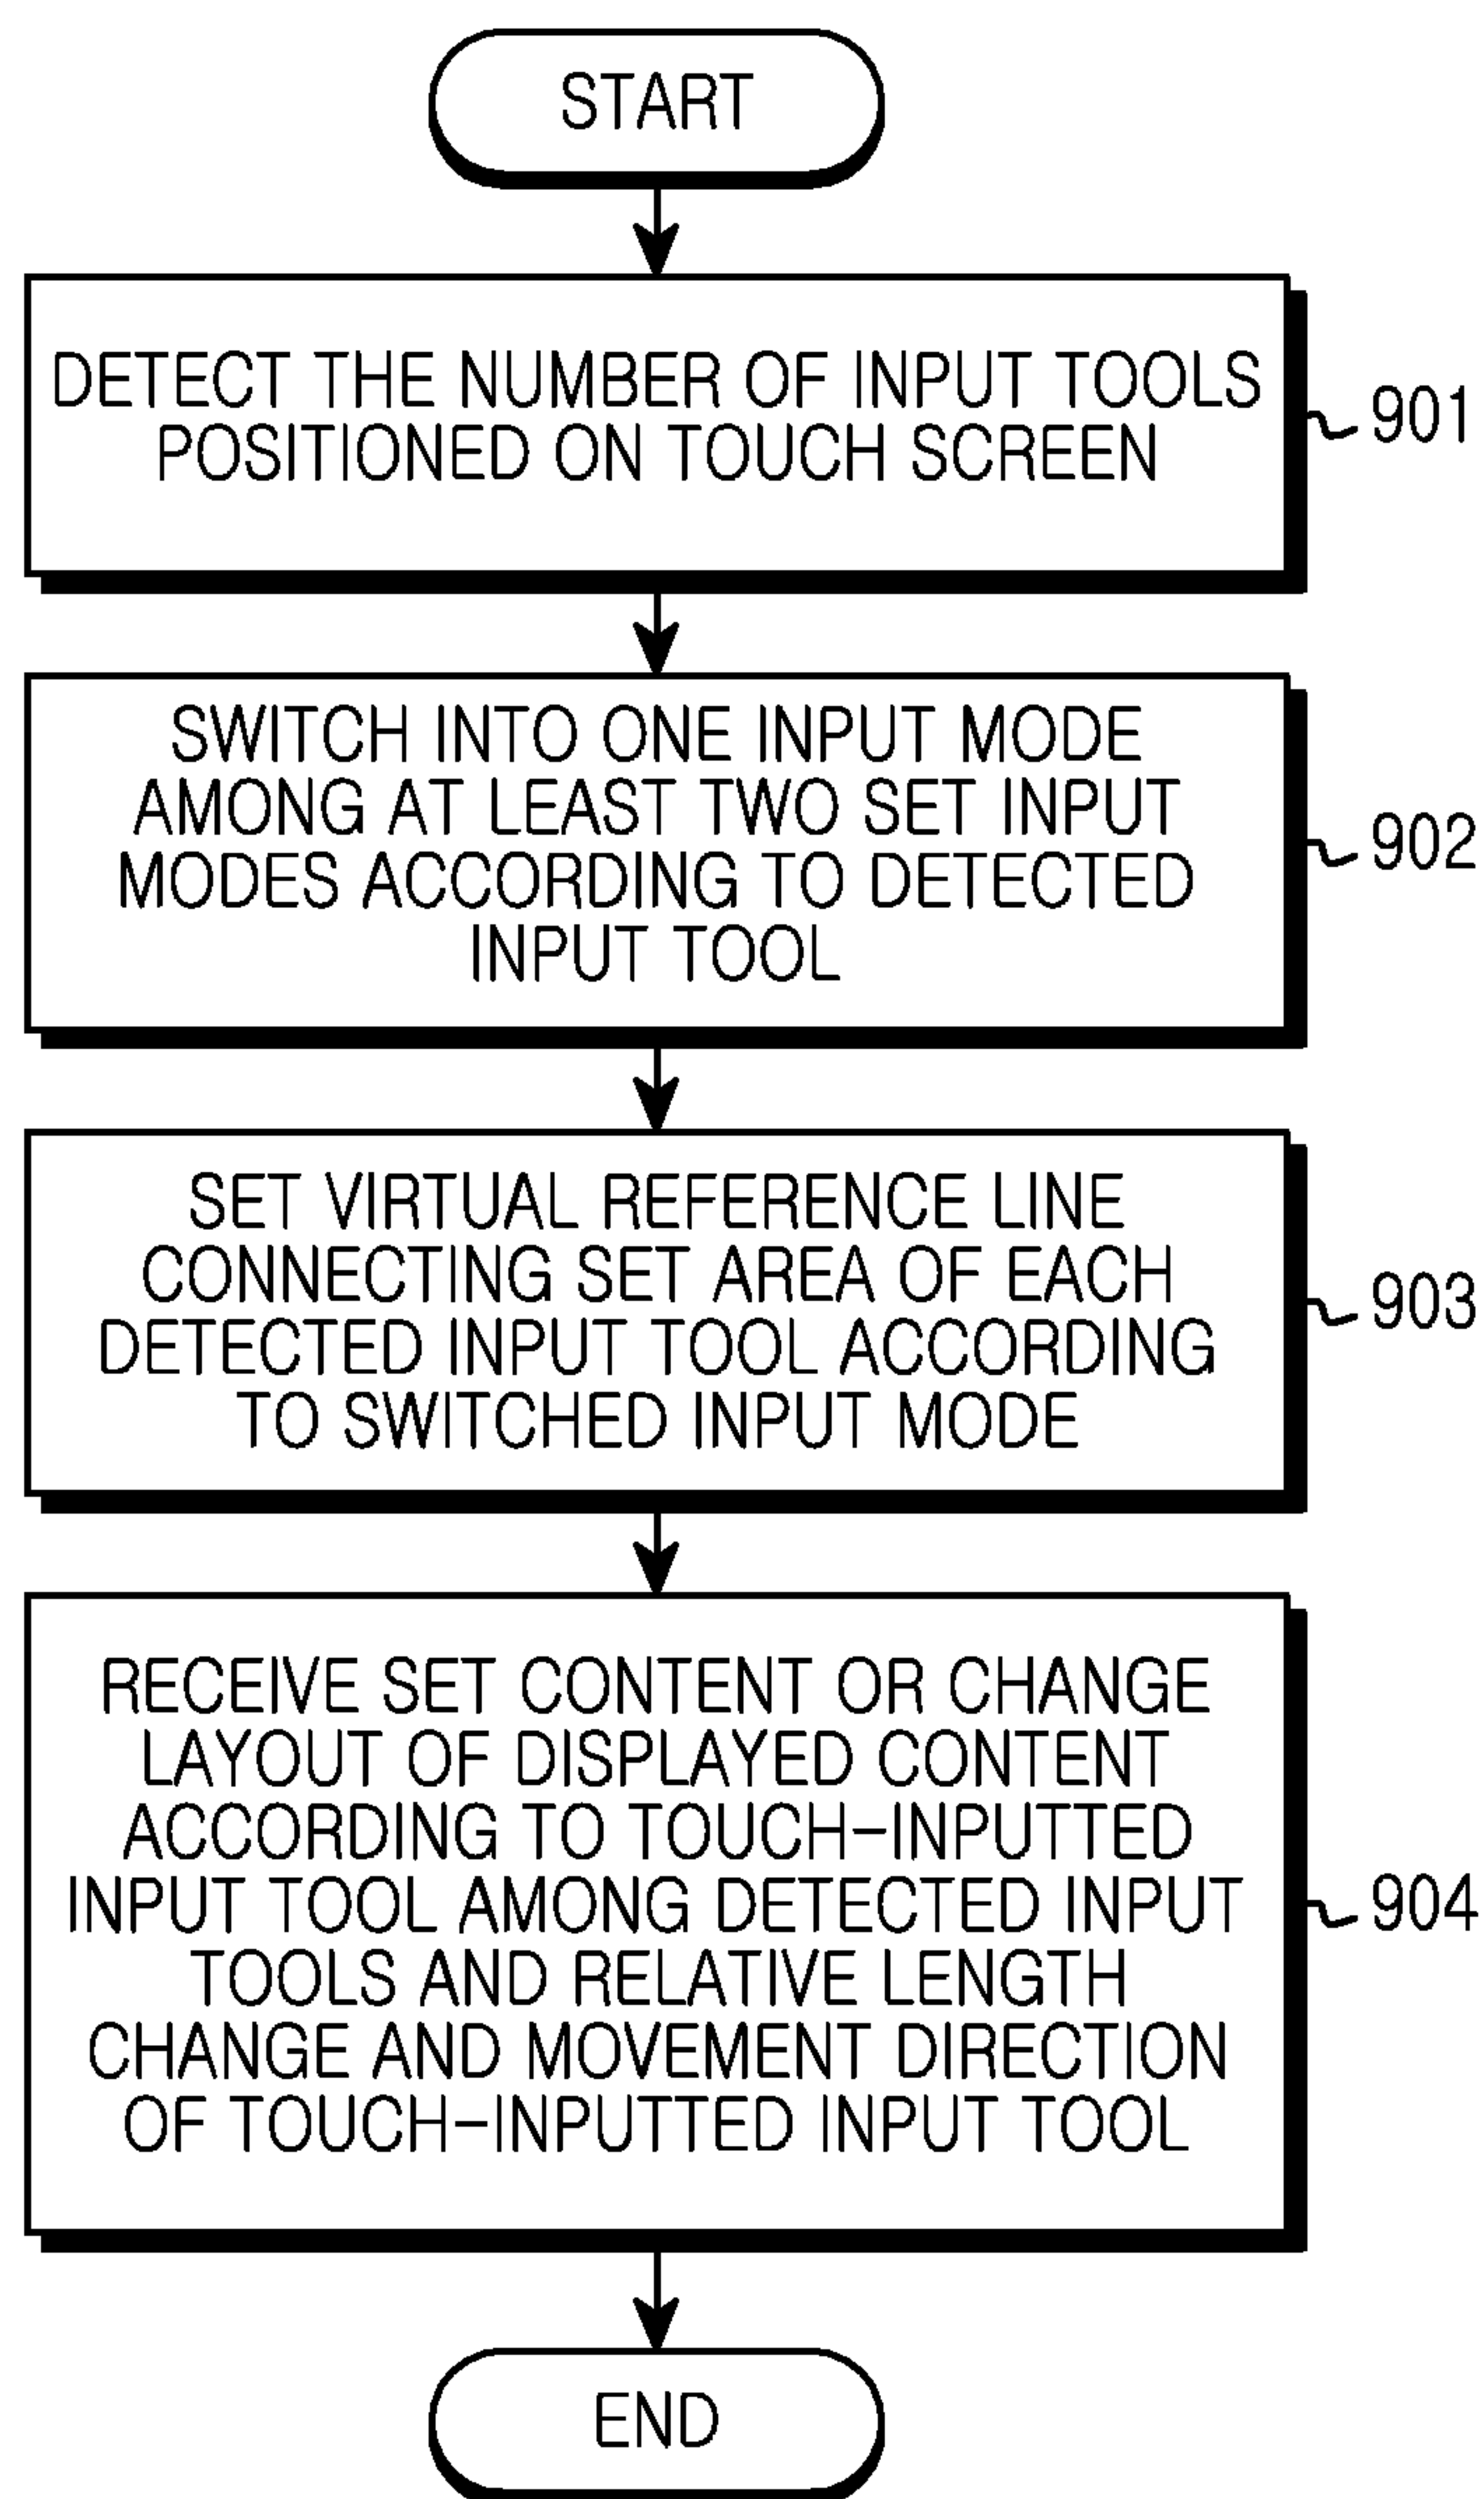 START
DETECT THE NUMBER OF INPUT TOOLS
POSITIONED ON TOUCH SCREEN
901
SWITCH INTO ONE INPUT MODE
AMONG AT LEAST TWO SET INPUT
MODES ACCORDING TO DETECTED
INPUT TOOL
902
SET VIRTUAL REFERENCE LINE
CONNECTING SET AREA OF EACH
DETECTED INPUT TOOL ACCORDING
TO SWITCHED INPUT MODE
903
RECEIVE SET CONTENT OR CHANGE
LAYOUT OF DISPLAYED CONTENT
ACCORDING TO TOUCH-INPUTTED
INPUT TOOL AMONG DETECTED INPUT
TOOLS AND RELATIVE LENGTH
CHANGE AND MOVEMENT DIRECTION
OF TOUCH-INPUTTED INPUT TOOL
904
END